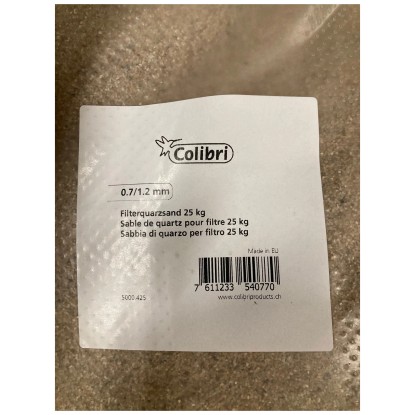 Colibri
0.7/1.2 mm
Filterquarzsand 25 kg
Sable de quartz pour filtre 25 kg
Sabbia di quarzo per filtro 25 kg
Made in EU
7 611233 540770
5000.425 www.colibriproducts.ch